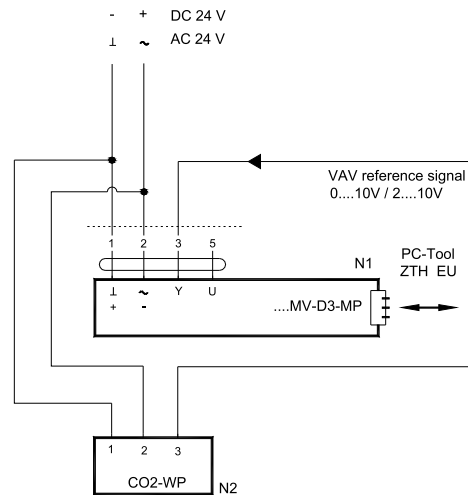 - + DC 24 V
⊥ ~ AC 24 V
VAV reference signal
0....10V / 2....10V
1 2 3 5
N1
PC-Tool
ZTH EU
⊥ ~ Y U
+ -
....MV-D3-MP
1 2 3
CO2-WP
N2